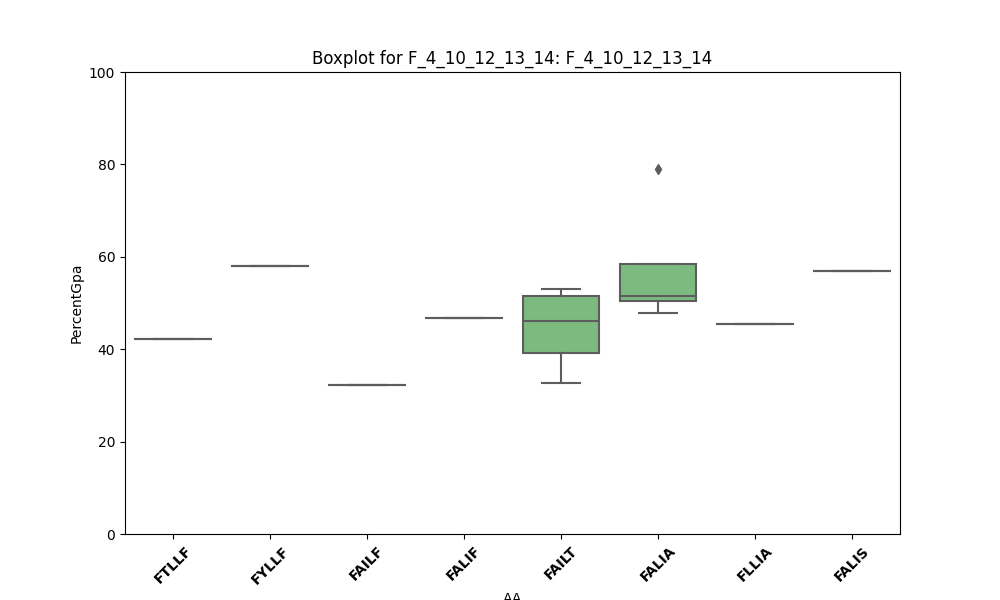 Boxplot for F_4_10_12_13_14: F_4_10_12_13_14
100
80
60
40
20
0
PercentGpa
FTLLF
FYLLF
FAILF
FALIF
FAILT
FALIA
FLLIA
FALIS
AA